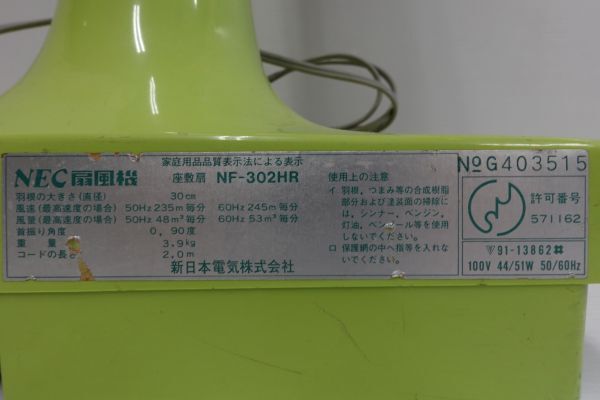 家庭用品品質表示法による表示
NEC扇風機 座敷扇 NF-302HR
羽根の大きさ(直径) 30cm
風速(最高速度の場合) 50Hz 235m毎分 60Hz 245m毎分
風量(最高速度の場合) 50Hz 48m³毎分 60Hz 53m³毎分
首振り角度 0, 90度
重量 3.9kg
コードの長さ 2.0m
新日本電気株式会社
使用上の注意
イ 羽根、つまみ等の合成樹脂
部分および塗装面の掃除に
は、シンナー、ベンジン、
灯油、ベンゾール等を使用
しないでください。
ロ 保護網の中へ指等を入れな
いでください。
NoG403515
許可番号
571162
▽91-13862
100V 44/51W 50/60Hz